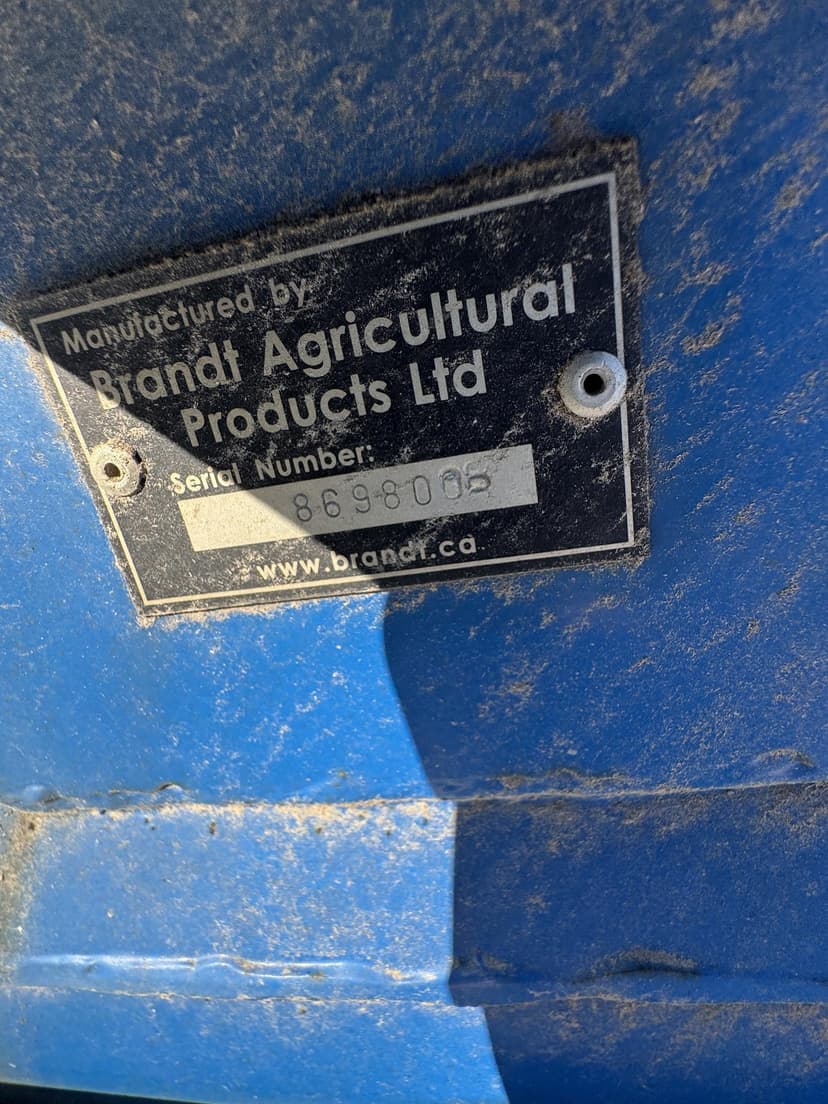 Manufactured by
Brandt Agricultural
Products Ltd
Serial Number:
www.brandt.ca